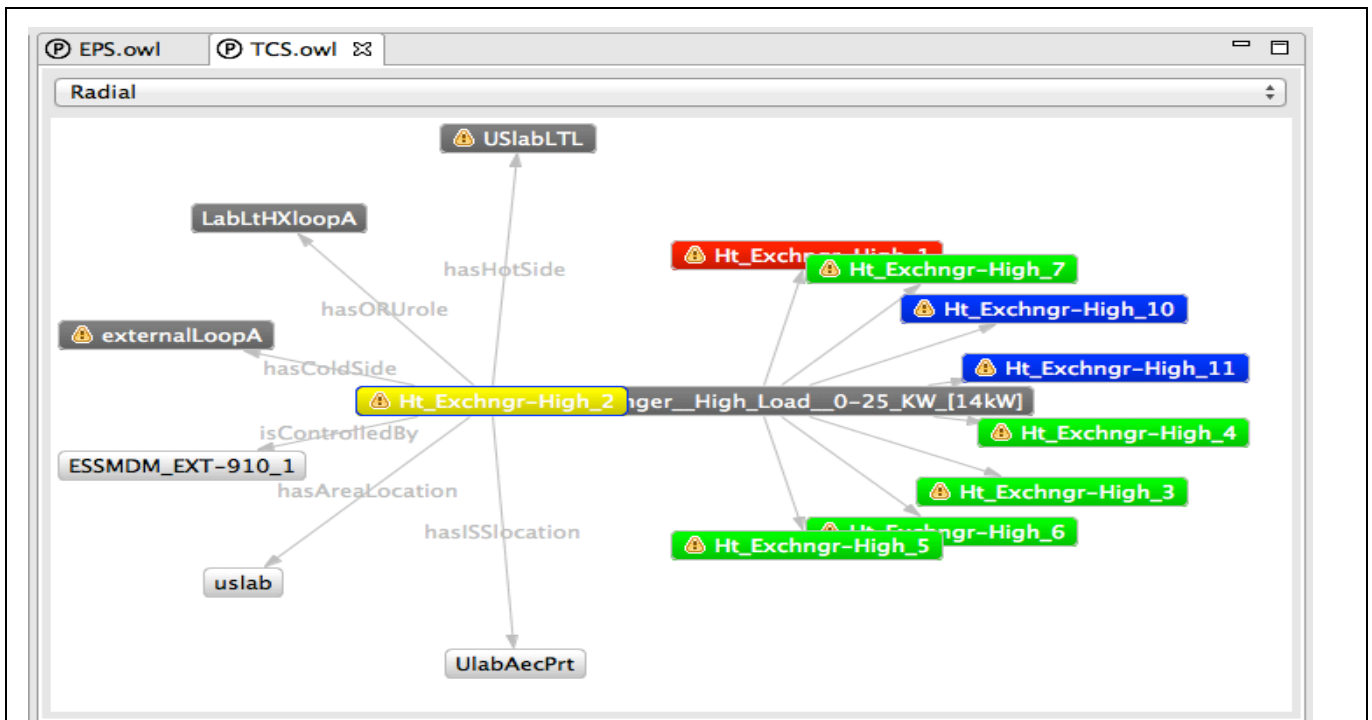 EPS.owl TCS.owl
Radial
USlabLTL
LabLtHXloopA
hasHotSide
Ht_Exchngr-High_7
hasORUrole
Ht_Exchngr-High_10
externalLoopA
hasColdSide
Ht_Exchngr-High_11
Ht_Exchngr-High_2 nger__High_Load__0-25_KW_[14kW]
isControlledBy
Ht_Exchngr-High_4
ESSMDM_EXT-910_1
hasAreaLocation
Ht_Exchngr-High_3
hasISSlocation
ngr-High_6
Ht_Exchngr-High_5
uslab
UlabAecPrt